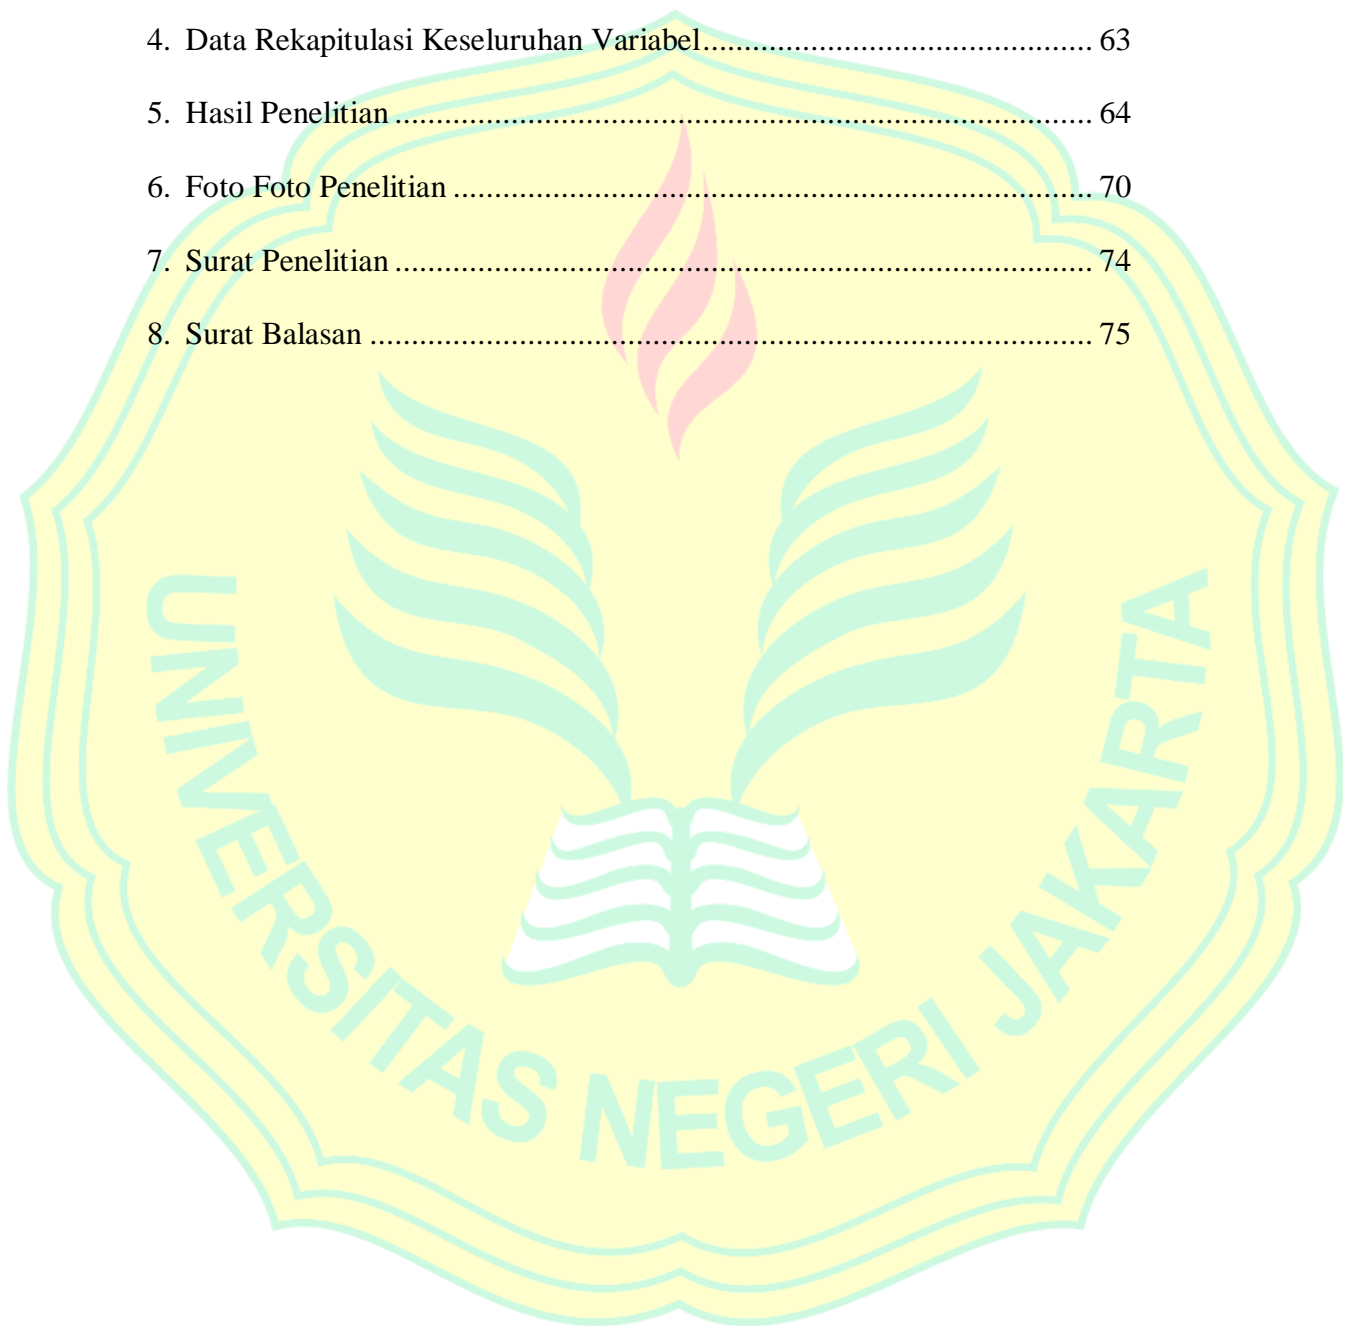 4. Data Rekapitulasi Keseluruhan Variabel............................................... 63
5. Hasil Penelitian.................................................................................... 64
6. Foto Foto Penelitian ............................................................................. 70
7. Surat Penelitian .................................................................................... 74
8. Surat Balasan ....................................................................................... 75
UNIVERSITAS NEGERI JAKARTA